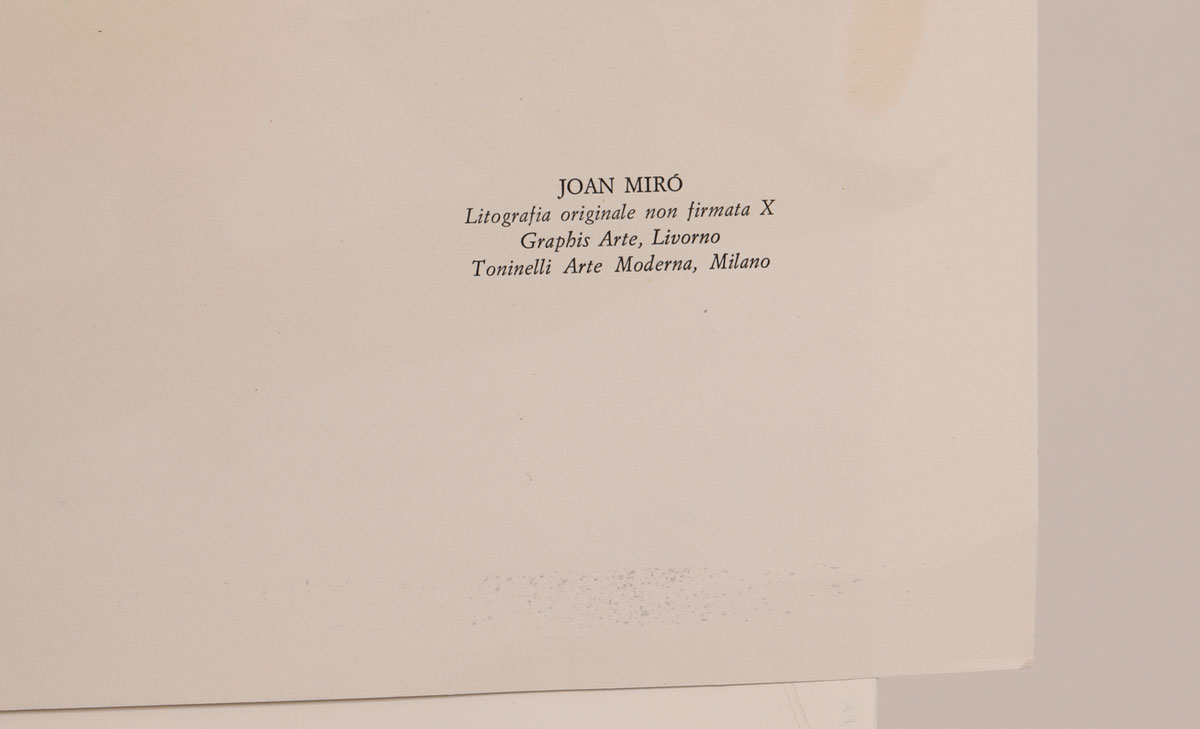 JOAN MIRÓ
Litografia originale non firmata X
Graphis Arte, Livorno
Toninelli Arte Moderna, Milano